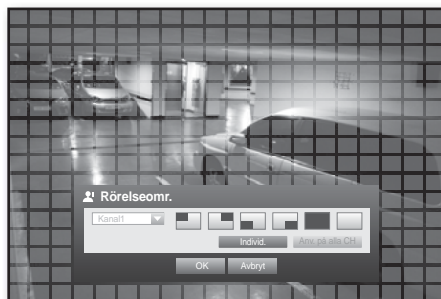 Rörelseomr.
Kanal1
Individ. Anv. på alla CH
OK Avbryt